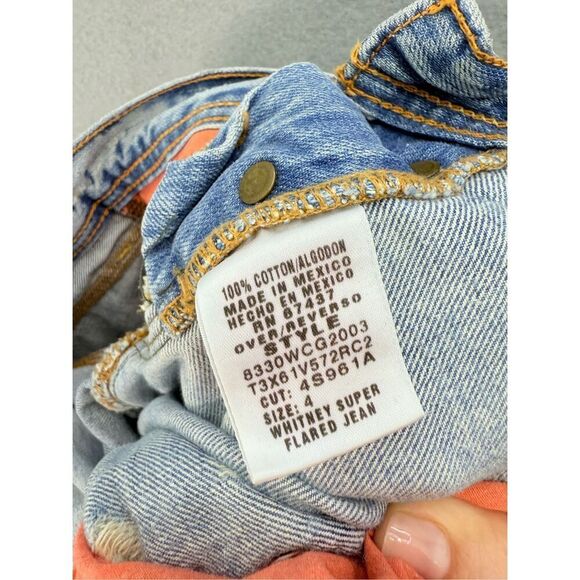 100% COTTON/ALGODON
MADE IN MEXICO
HECHO EN MEXICO
RN 67437
OVER/REVERSO
STYLE
8330WCG2003
T3X61V572RC2
CUT: 4S961A
SIZE: 4
WHITNEY SUPER
FLARED JEAN